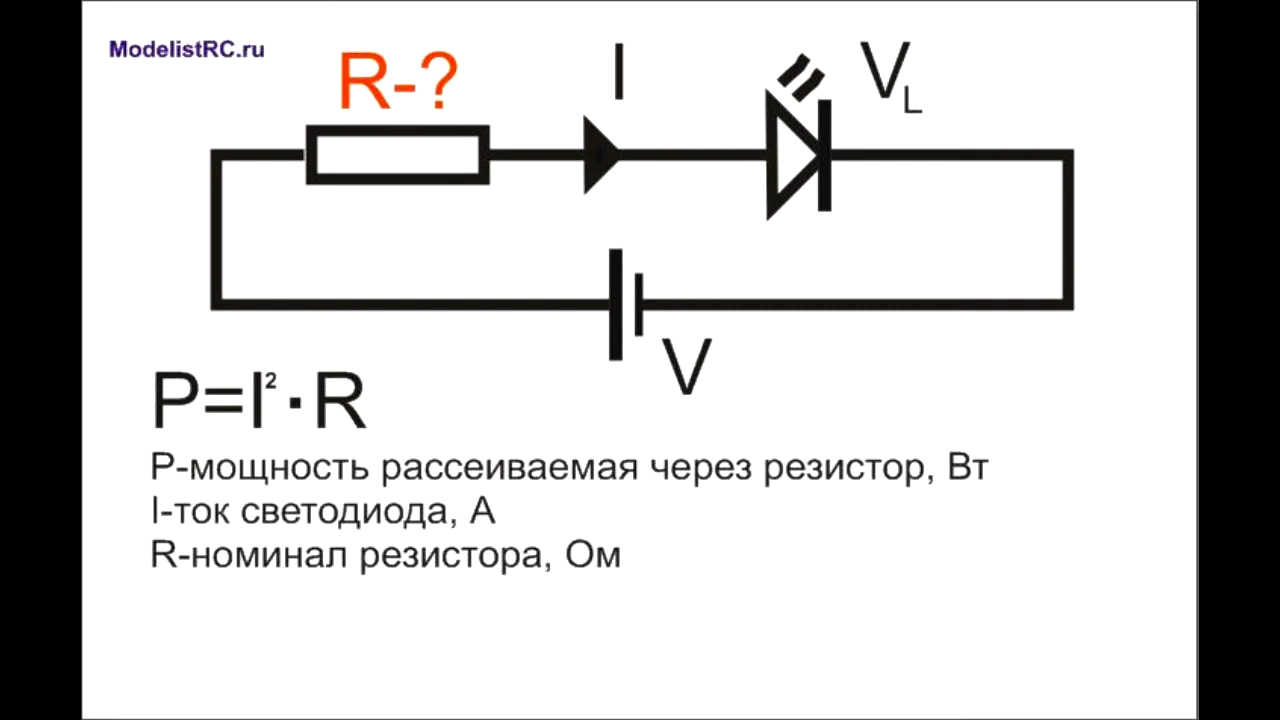 ModelistRC.ru
R-?
I
VL
V
P=I²·R
Р-мощность рассеиваемая через резистор, Вт
I-ток светодиода, А
R-номинал резистора, Ом